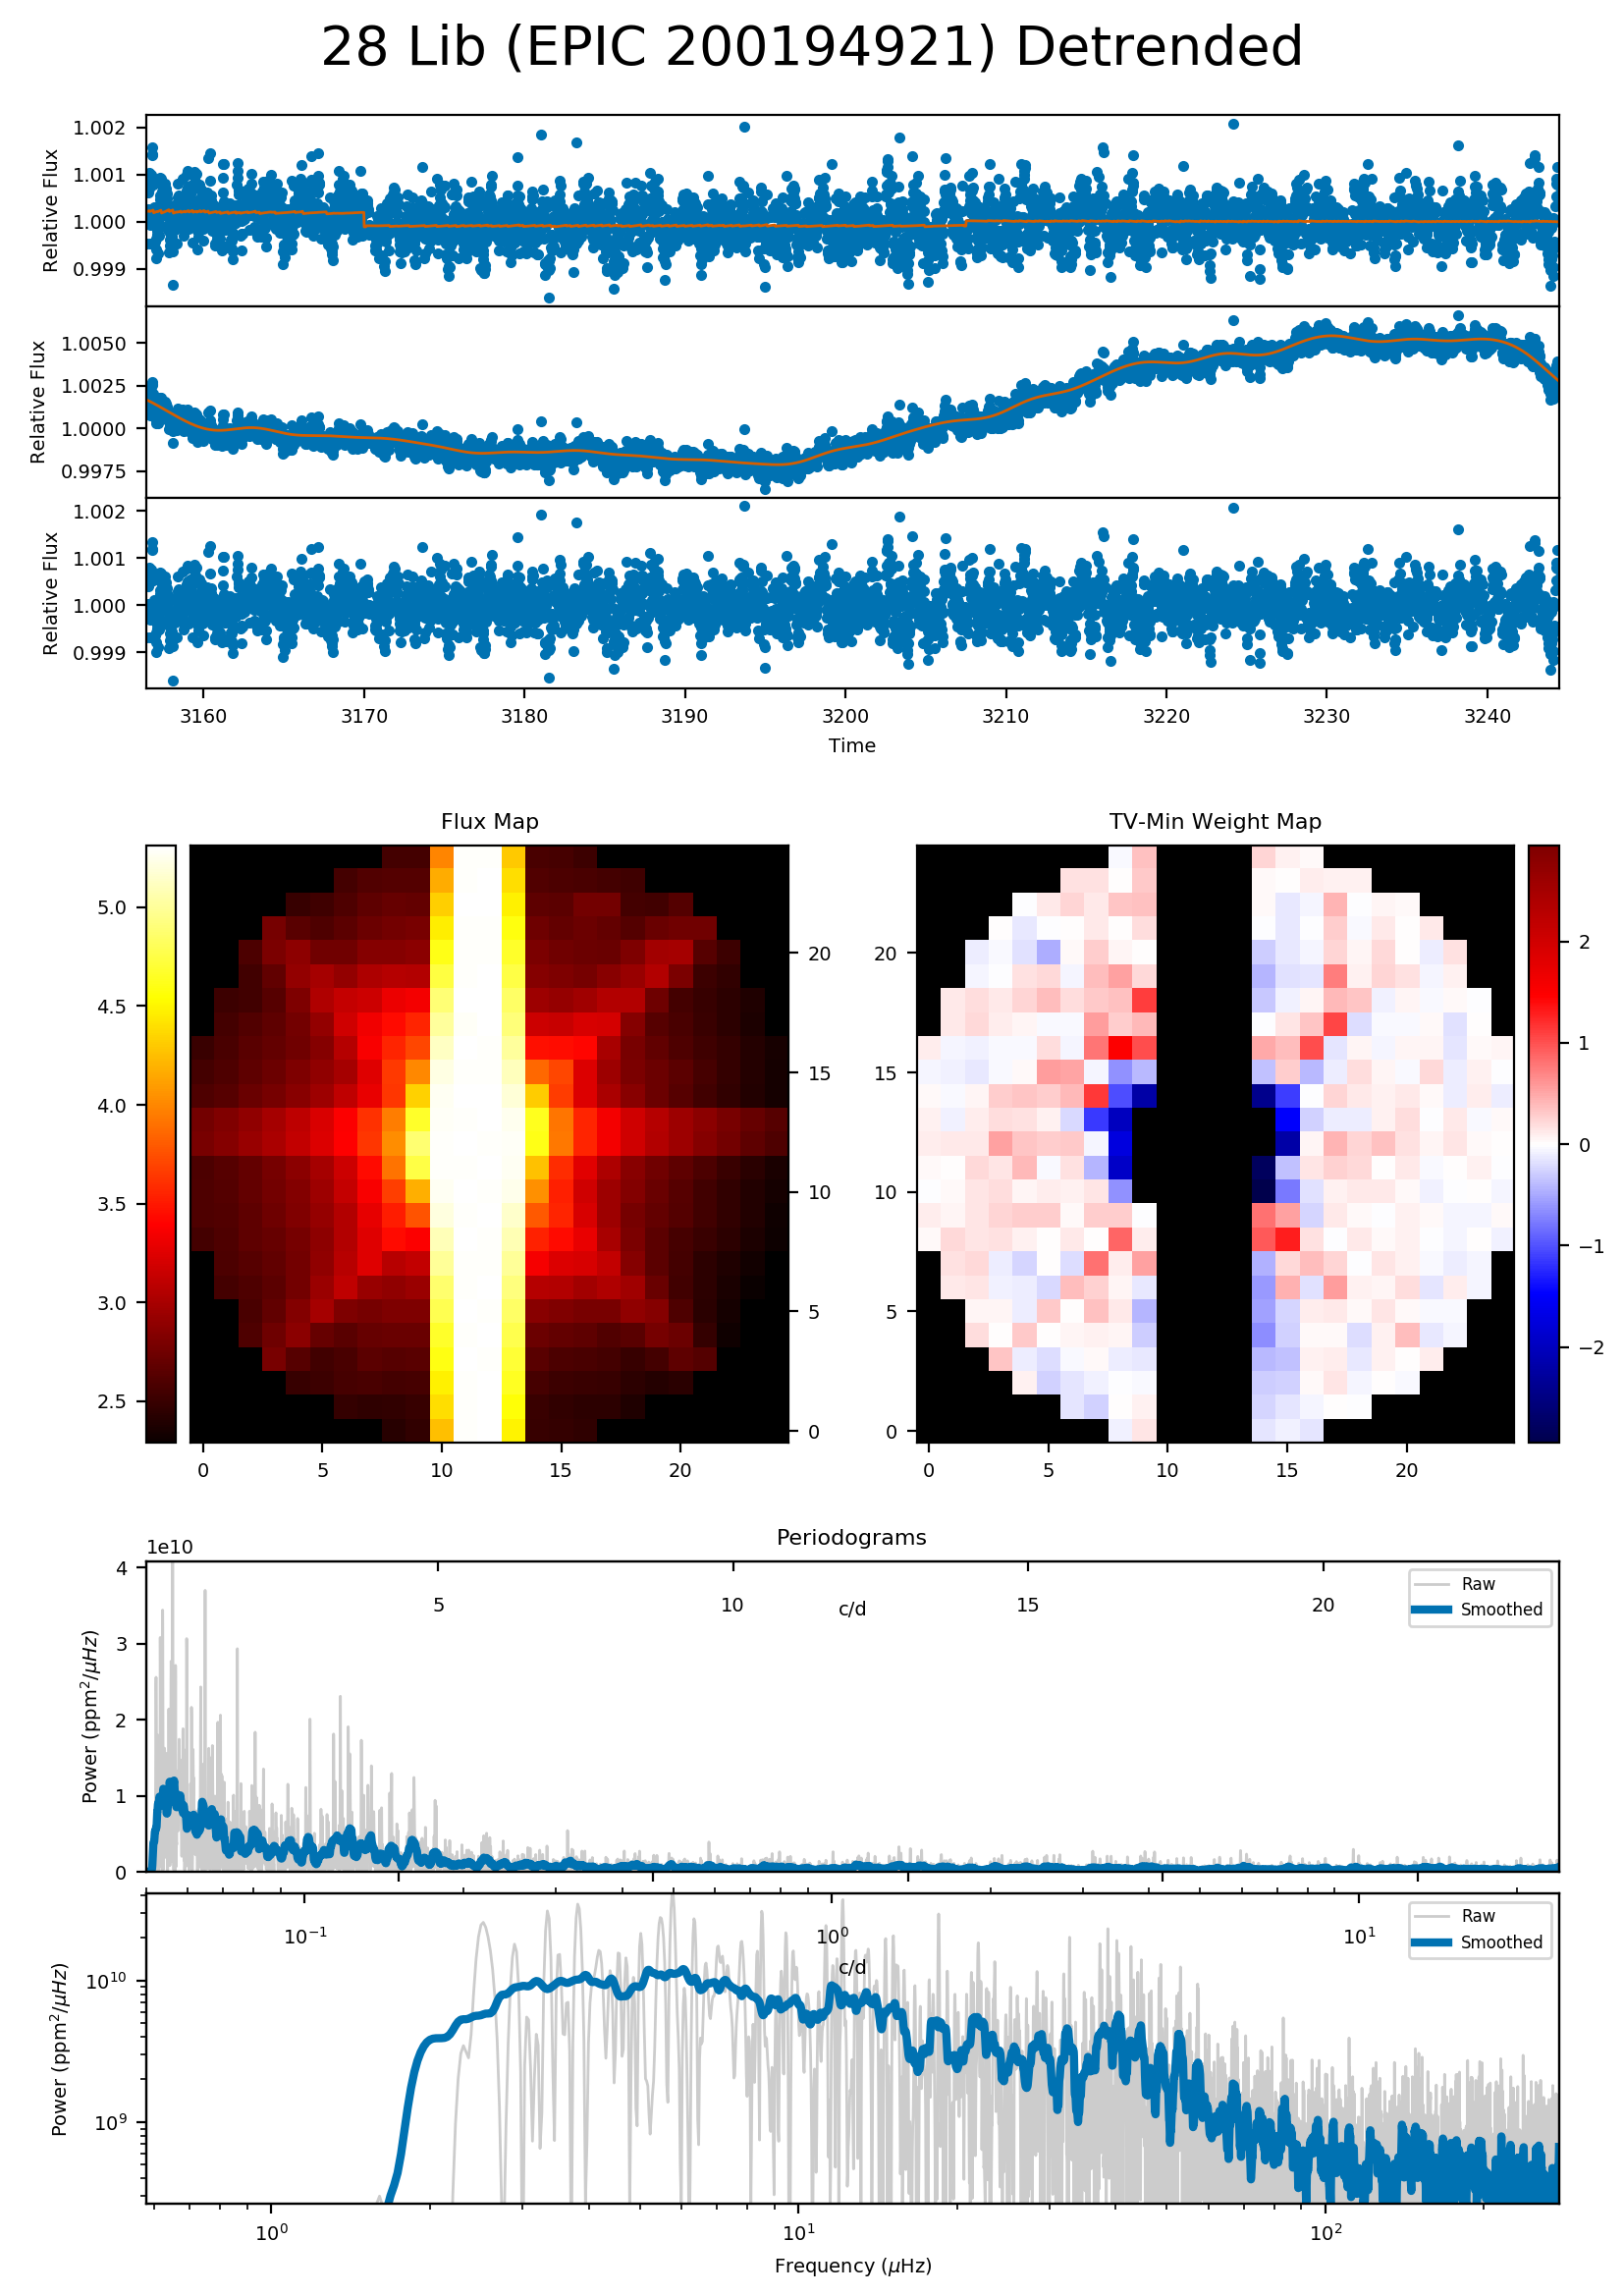 28 Lib (EPIC 200194921) Detrended
1.002
1.001
1.000
0.999
Relative Flux
1.0050
1.0025
1.0000
0.9975
Relative Flux
1.002
1.001
1.000
0.999
Relative Flux
3160 3170 3180 3190 3200 3210 3220 3230 3240
Time
Flux Map
5.0
4.5
4.0
3.5
3.0
2.5
20
15
10
5
0
0 5 10 15 20
TV-Min Weight Map
20
15
10
5
0
0 5 10 15 20
2
1
0
−1
−2
Periodograms
1e10
4
3
2
1
0
Power (ppm²/μHz)
5 10 15 20
c/d
Raw
Smoothed
10⁻¹ 10⁰ 10¹
c/d
Raw
Smoothed
10¹⁰
10⁹
Power (ppm²/μHz)
10⁰ 10¹ 10²
Frequency (μHz)